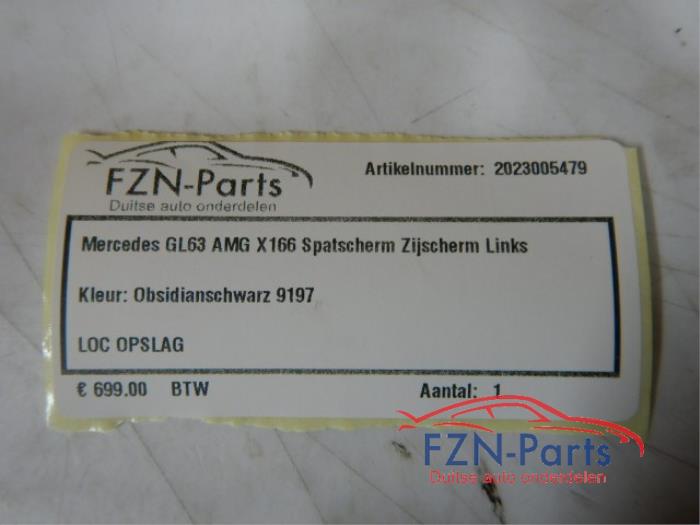 FZN-Parts
Duitse auto onderdelen
Artikelnummer: 2023005479
Mercedes GL63 AMG X166 Spatscherm Zijscherm Links
Kleur: Obsidianschwarz 9197
LOC OPSLAG
€ 699.00 BTW
Aantal: 1
FZN-Parts
Duitse auto onderdelen